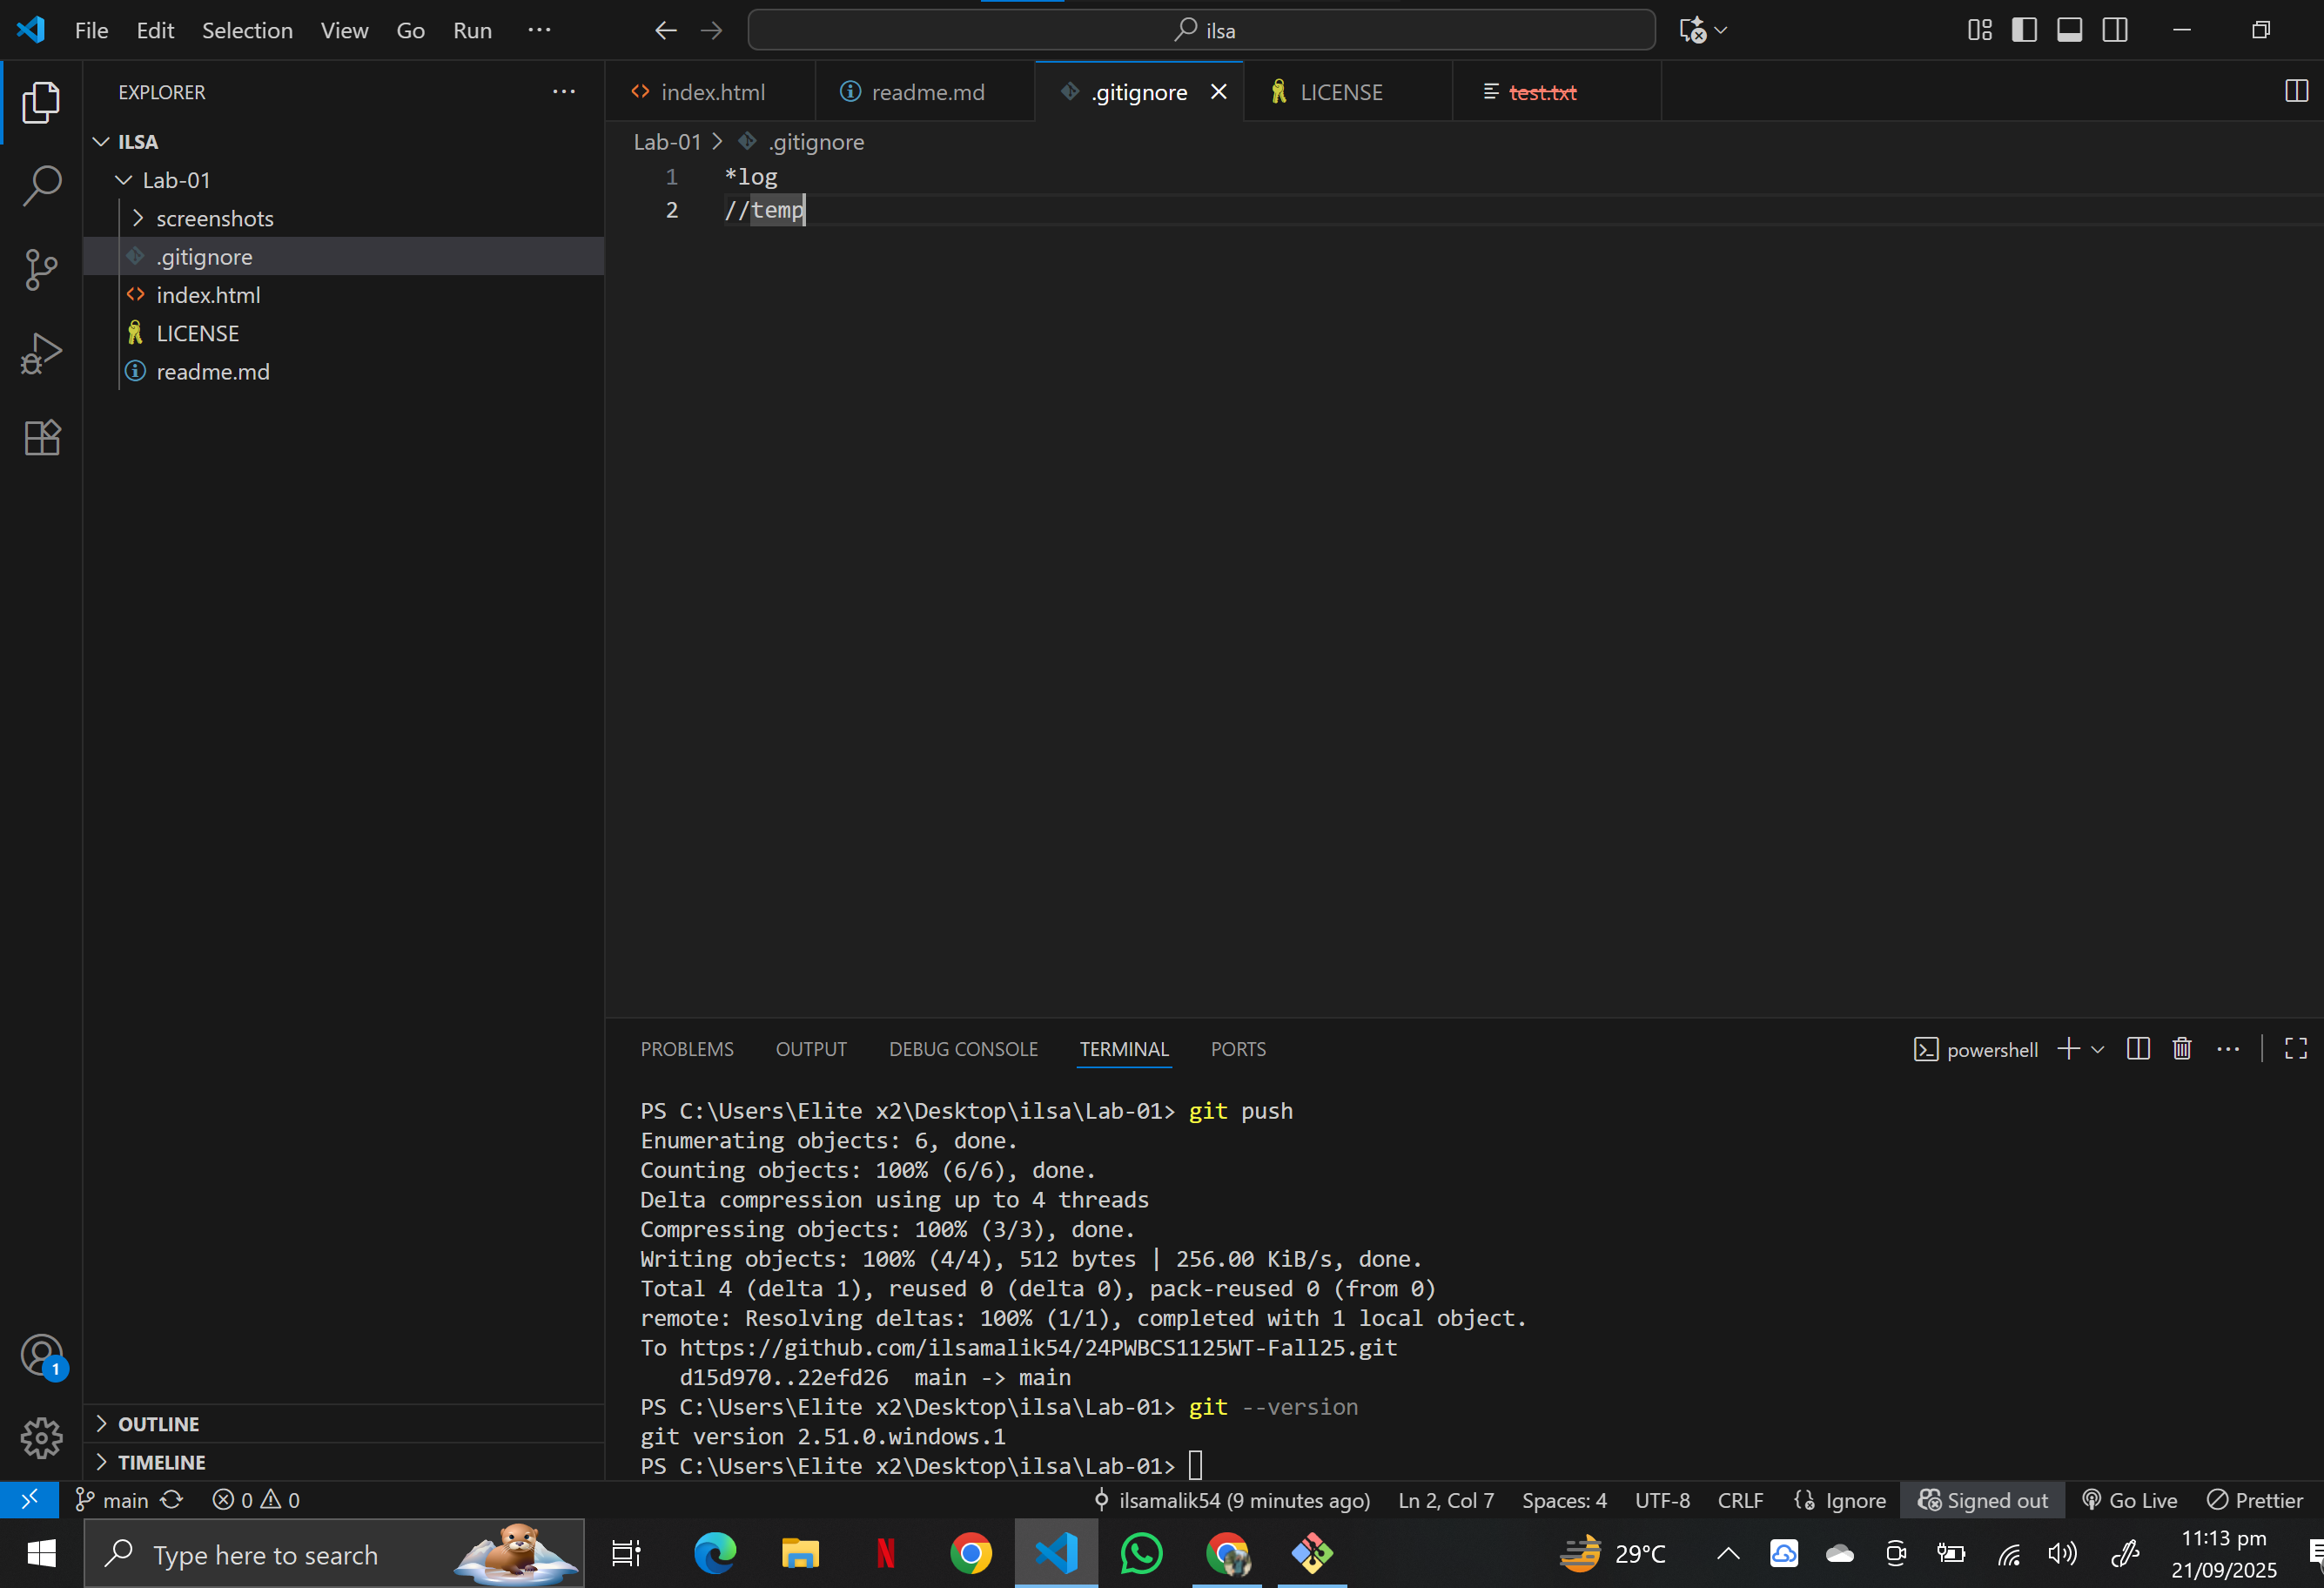 File Edit Selection View Go Run ···
ilsa
EXPLORER ···
ILSA
Lab-01
screenshots
.gitignore
index.html
LICENSE
readme.md
OUTLINE
TIMELINE
index.html readme.md .gitignore LICENSE test.txt
Lab-01 > .gitignore
1 *log
2 //temp
PROBLEMS OUTPUT DEBUG CONSOLE TERMINAL PORTS
powershell
PS C:\Users\Elite x2\Desktop\ilsa\Lab-01> git push
Enumerating objects: 6, done.
Counting objects: 100% (6/6), done.
Delta compression using up to 4 threads
Compressing objects: 100% (3/3), done.
Writing objects: 100% (4/4), 512 bytes | 256.00 KiB/s, done.
Total 4 (delta 1), reused 0 (delta 0), pack-reused 0 (from 0)
remote: Resolving deltas: 100% (1/1), completed with 1 local object.
To https://github.com/ilsamalik54/24PWBCS1125WT-Fall25.git
   d15d970..22efd26  main -> main
PS C:\Users\Elite x2\Desktop\ilsa\Lab-01> git --version
git version 2.51.0.windows.1
PS C:\Users\Elite x2\Desktop\ilsa\Lab-01>
1
main 0 0 ilsamalik54 (9 minutes ago) Ln 2, Col 7 Spaces: 4 UTF-8 CRLF Ignore Signed out Go Live Prettier
Type here to search
N
29°C
11:13 pm
21/09/2025